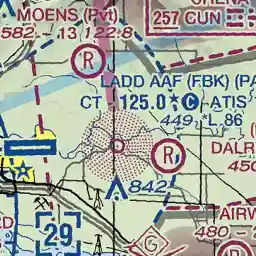 MOENS (Pvt)
582 - 13 122.8
257 GUN
R
LADD AAF (FBK) (PA
CT 125.0 * C ATIS
449 *L 86
R
DALR
450
842
29
AIRW
480 - 2
R
G